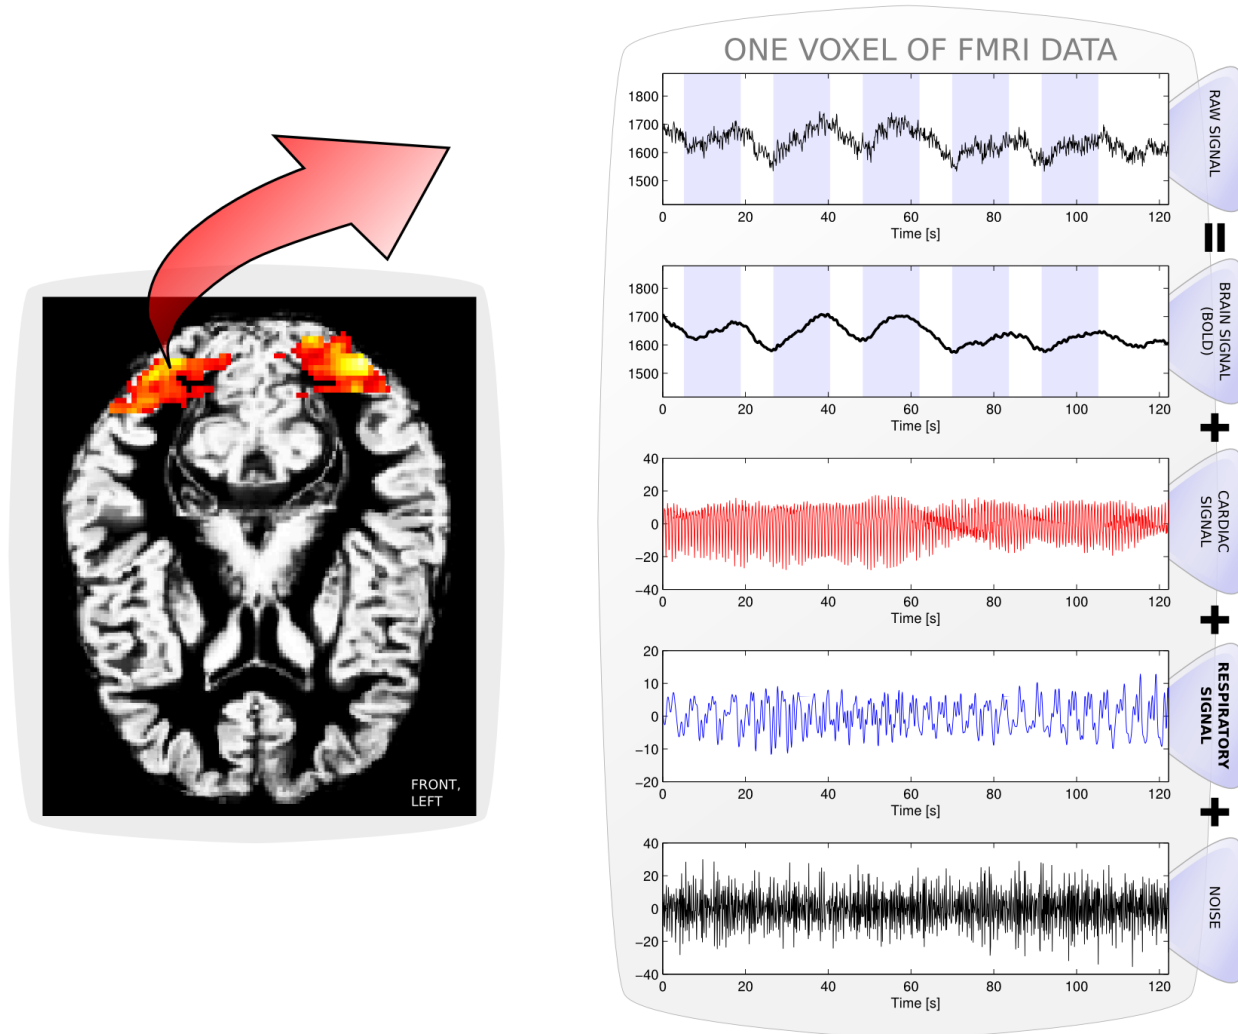 ONE VOXEL OF FMRI DATA
1800
1700
1600
1500
0 20 40 60 80 100 120
Time [s]
RAW SIGNAL
=
1800
1700
1600
1500
0 20 40 60 80 100 120
Time [s]
BRAIN SIGNAL
(BOLD)
+
40
20
0
−20
−40
0 20 40 60 80 100 120
Time [s]
CARDIAC
SIGNAL
+
20
10
0
−10
−20
0 20 40 60 80 100 120
Time [s]
RESPIRATORY
SIGNAL
+
40
20
0
−20
−40
0 20 40 60 80 100 120
Time [s]
NOISE
FRONT,
LEFT